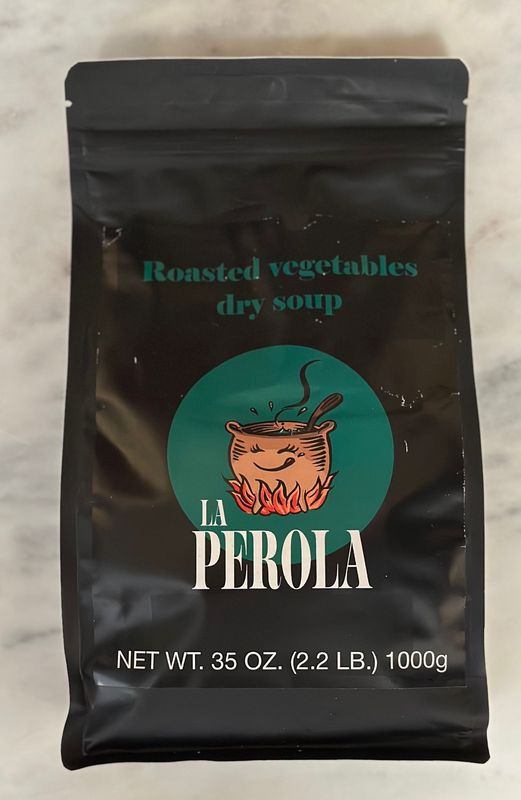 Roasted vegetables
dry soup
LA
PEROLA
NET WT. 35 OZ. (2.2 LB.) 1000g